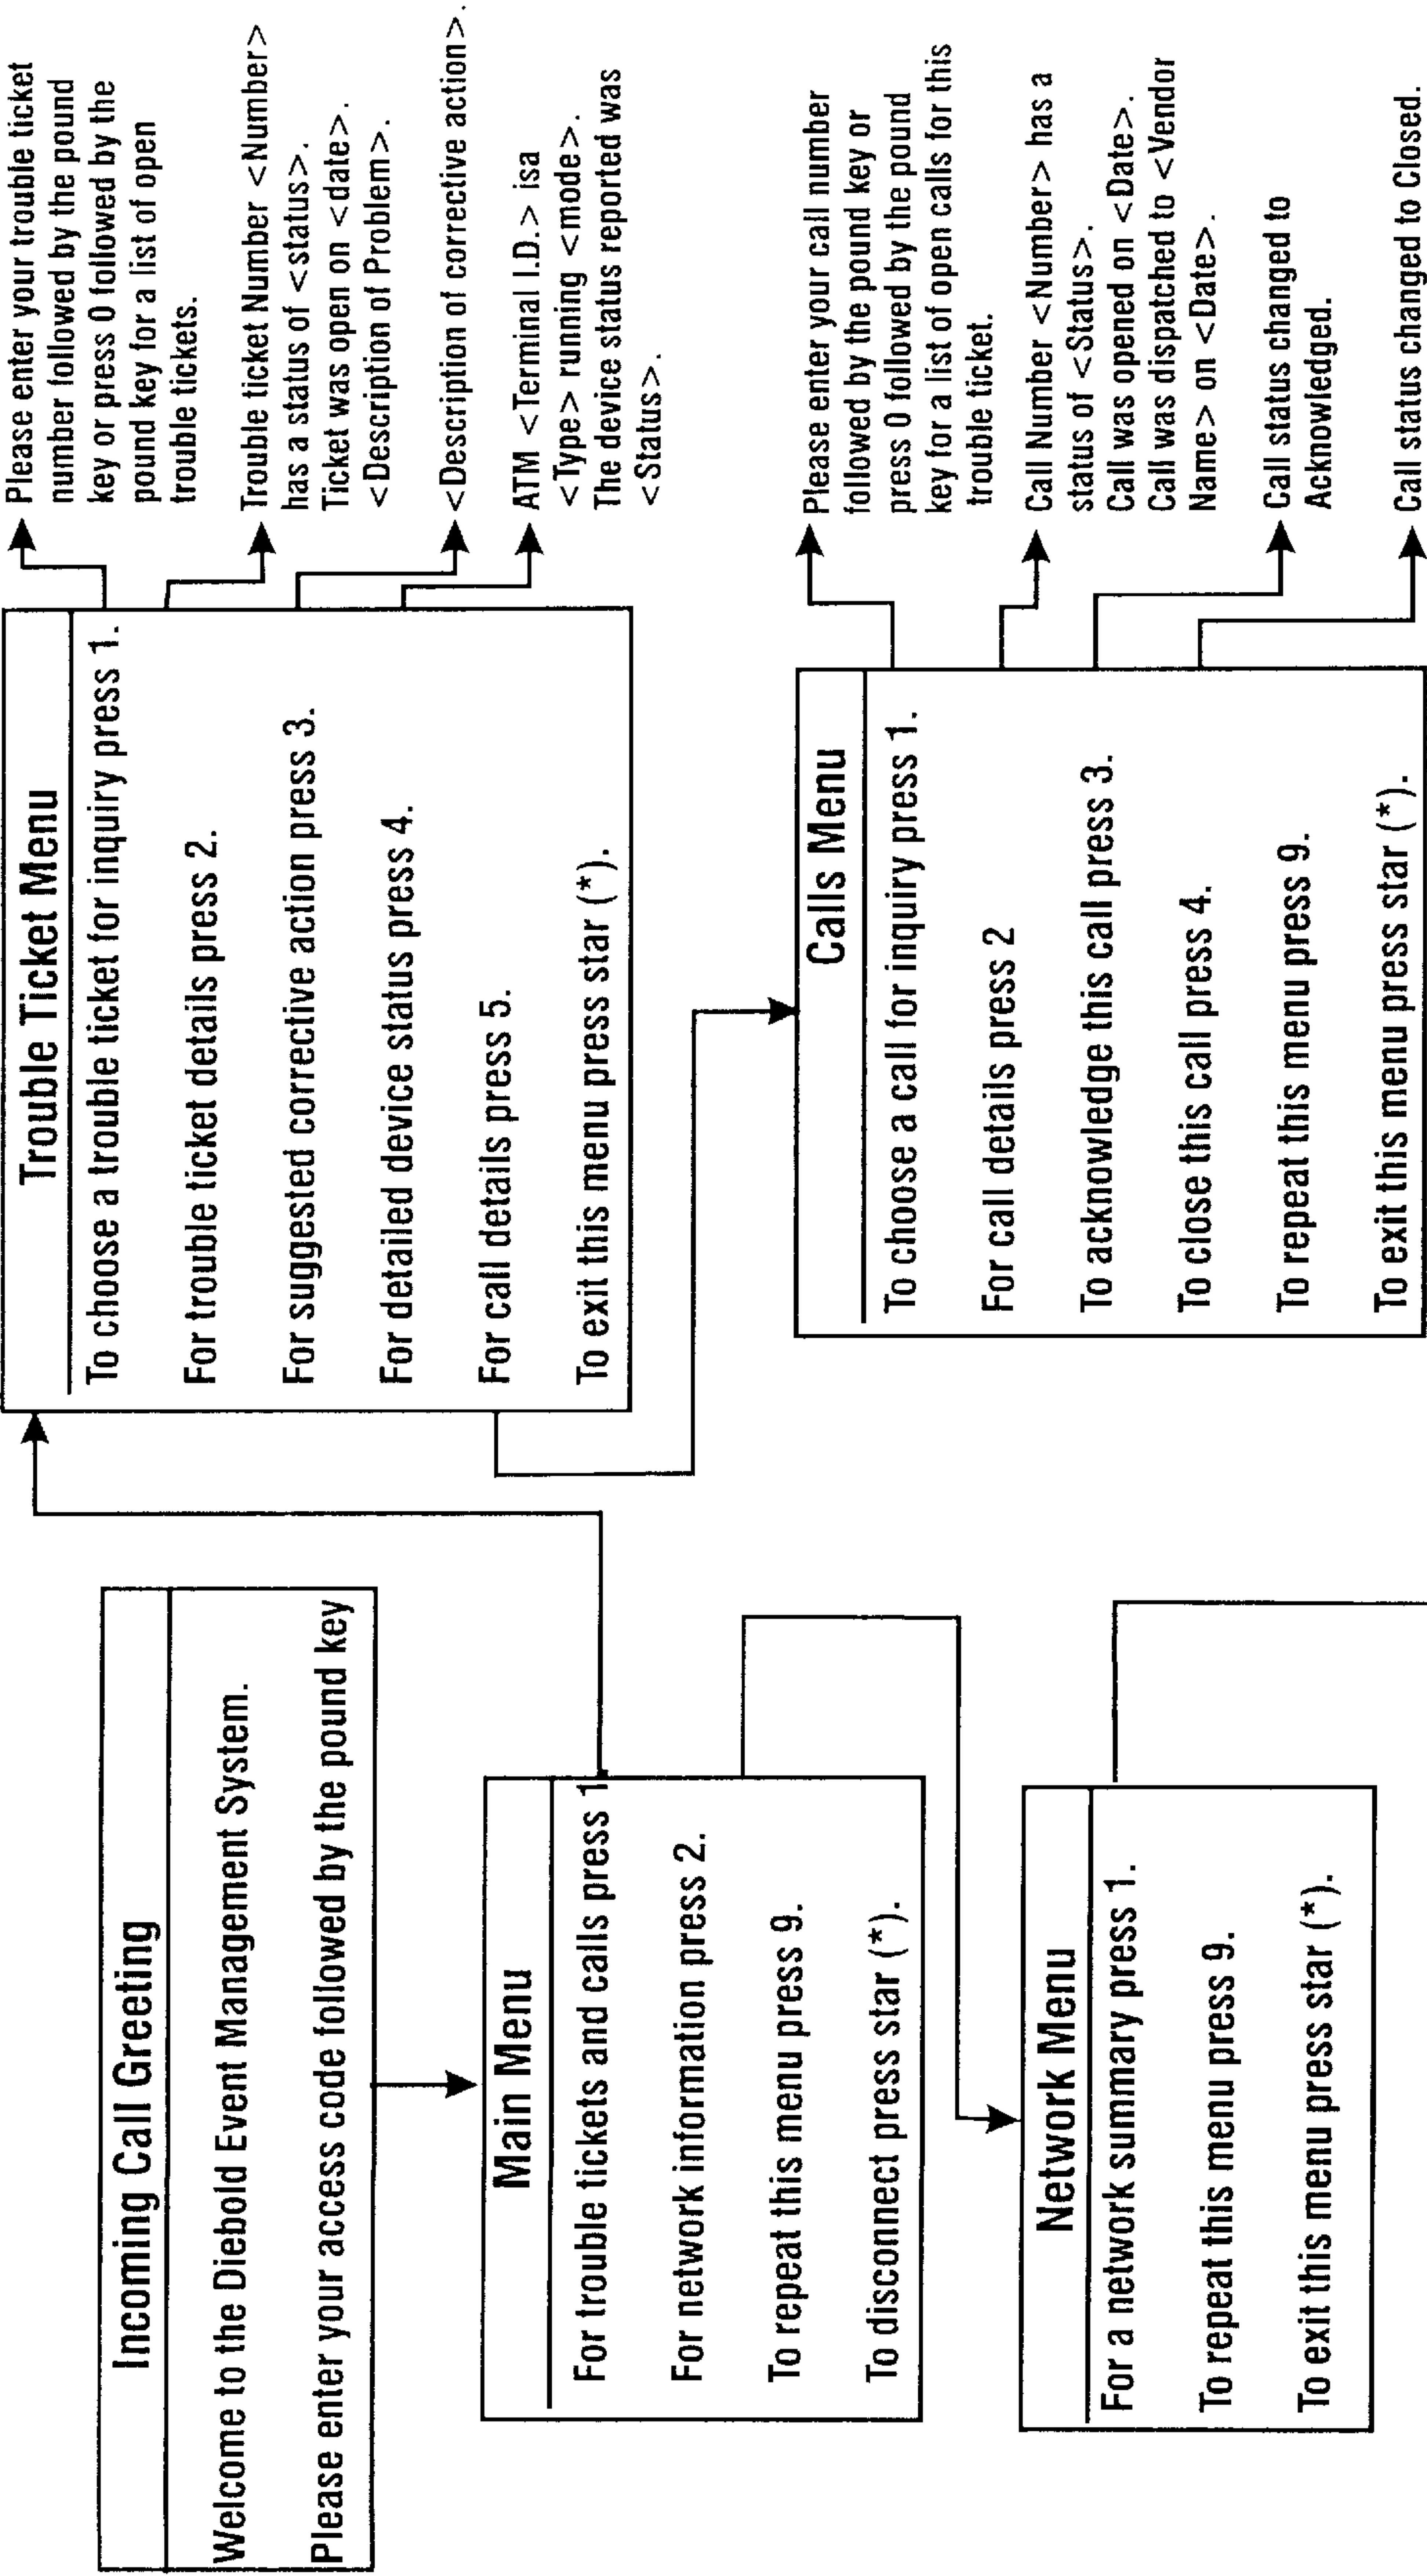 Incoming Call Greeting
Welcome to the Diebold Event Management System.
Please enter your access code followed by the pound key
Main Menu
For trouble tickets and calls press 1
For network information press 2.
To repeat this menu press 9.
To disconnect press star (*).
Network Menu
For a network summary press 1.
To repeat this menu press 9.
To exit this menu press star (*).
Trouble Ticket Menu
To choose a trouble ticket for inquiry press 1.
For trouble ticket details press 2.
For suggested corrective action press 3.
For detailed device status press 4.
For call details press 5.
To exit this menu press star (*).
Calls Menu
To choose a call for inquiry press 1.
For call details press 2
To acknowledge this call press 3.
To close this call press 4.
To repeat this menu press 9.
To exit this menu press star (*).
Please enter your trouble ticket
number followed by the pound
key or press 0 followed by the
pound key for a list of open
trouble tickets.
Trouble ticket Number <Number>
has a status of <status>.
Ticket was open on <date>.
<Description of Problem>.
<Description of corrective action>.
ATM <Terminal I.D.> isa
<Type> running <mode>.
The device status reported was
<Status>.
Please enter your call number
followed by the pound key or
press 0 followed by the pound
key for a list of open calls for this
trouble ticket.
Call Number <Number> has a
status of <Status>.
Call was opened on <Date>.
Call was dispatched to <Vendor
Name> on <Date>.
Call status changed to
Acknowledged.
Call status changed to Closed.